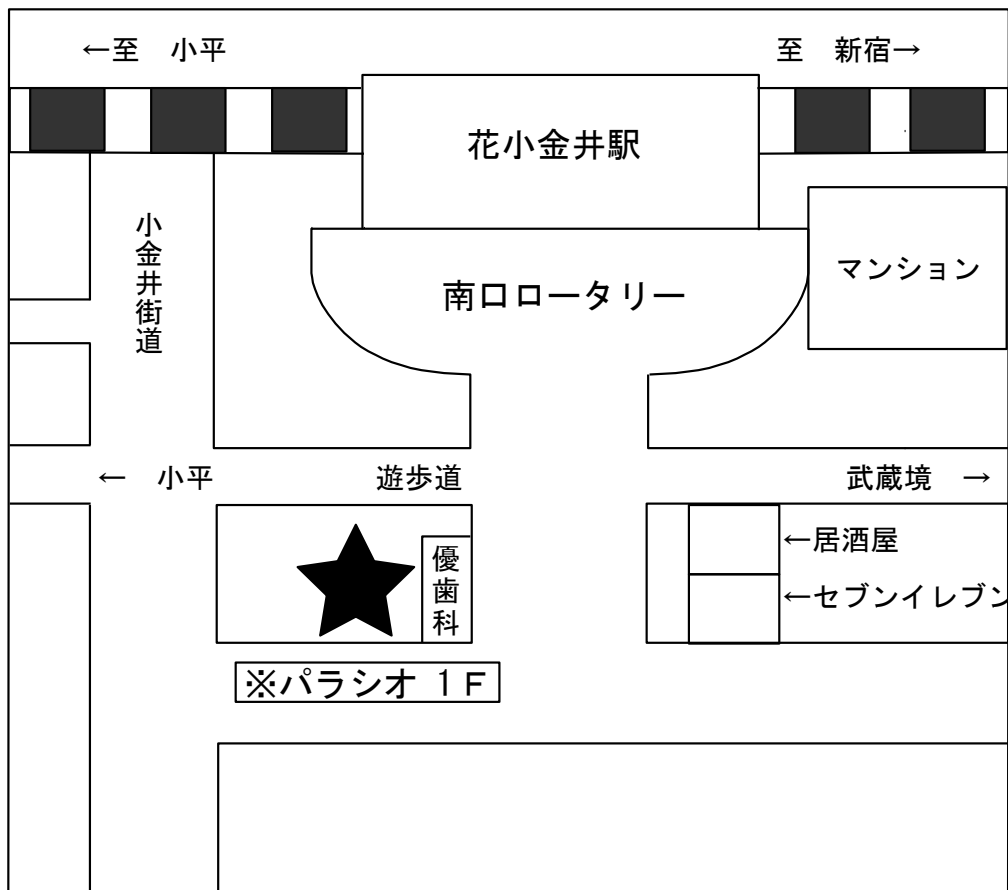 ←至　小平
至　新宿→
花小金井駅
小金井街道
南口ロータリー
マンション
←　小平
遊歩道
武蔵境　→
←居酒屋
優歯科
←セブンイレブン
※パラシオ １Ｆ